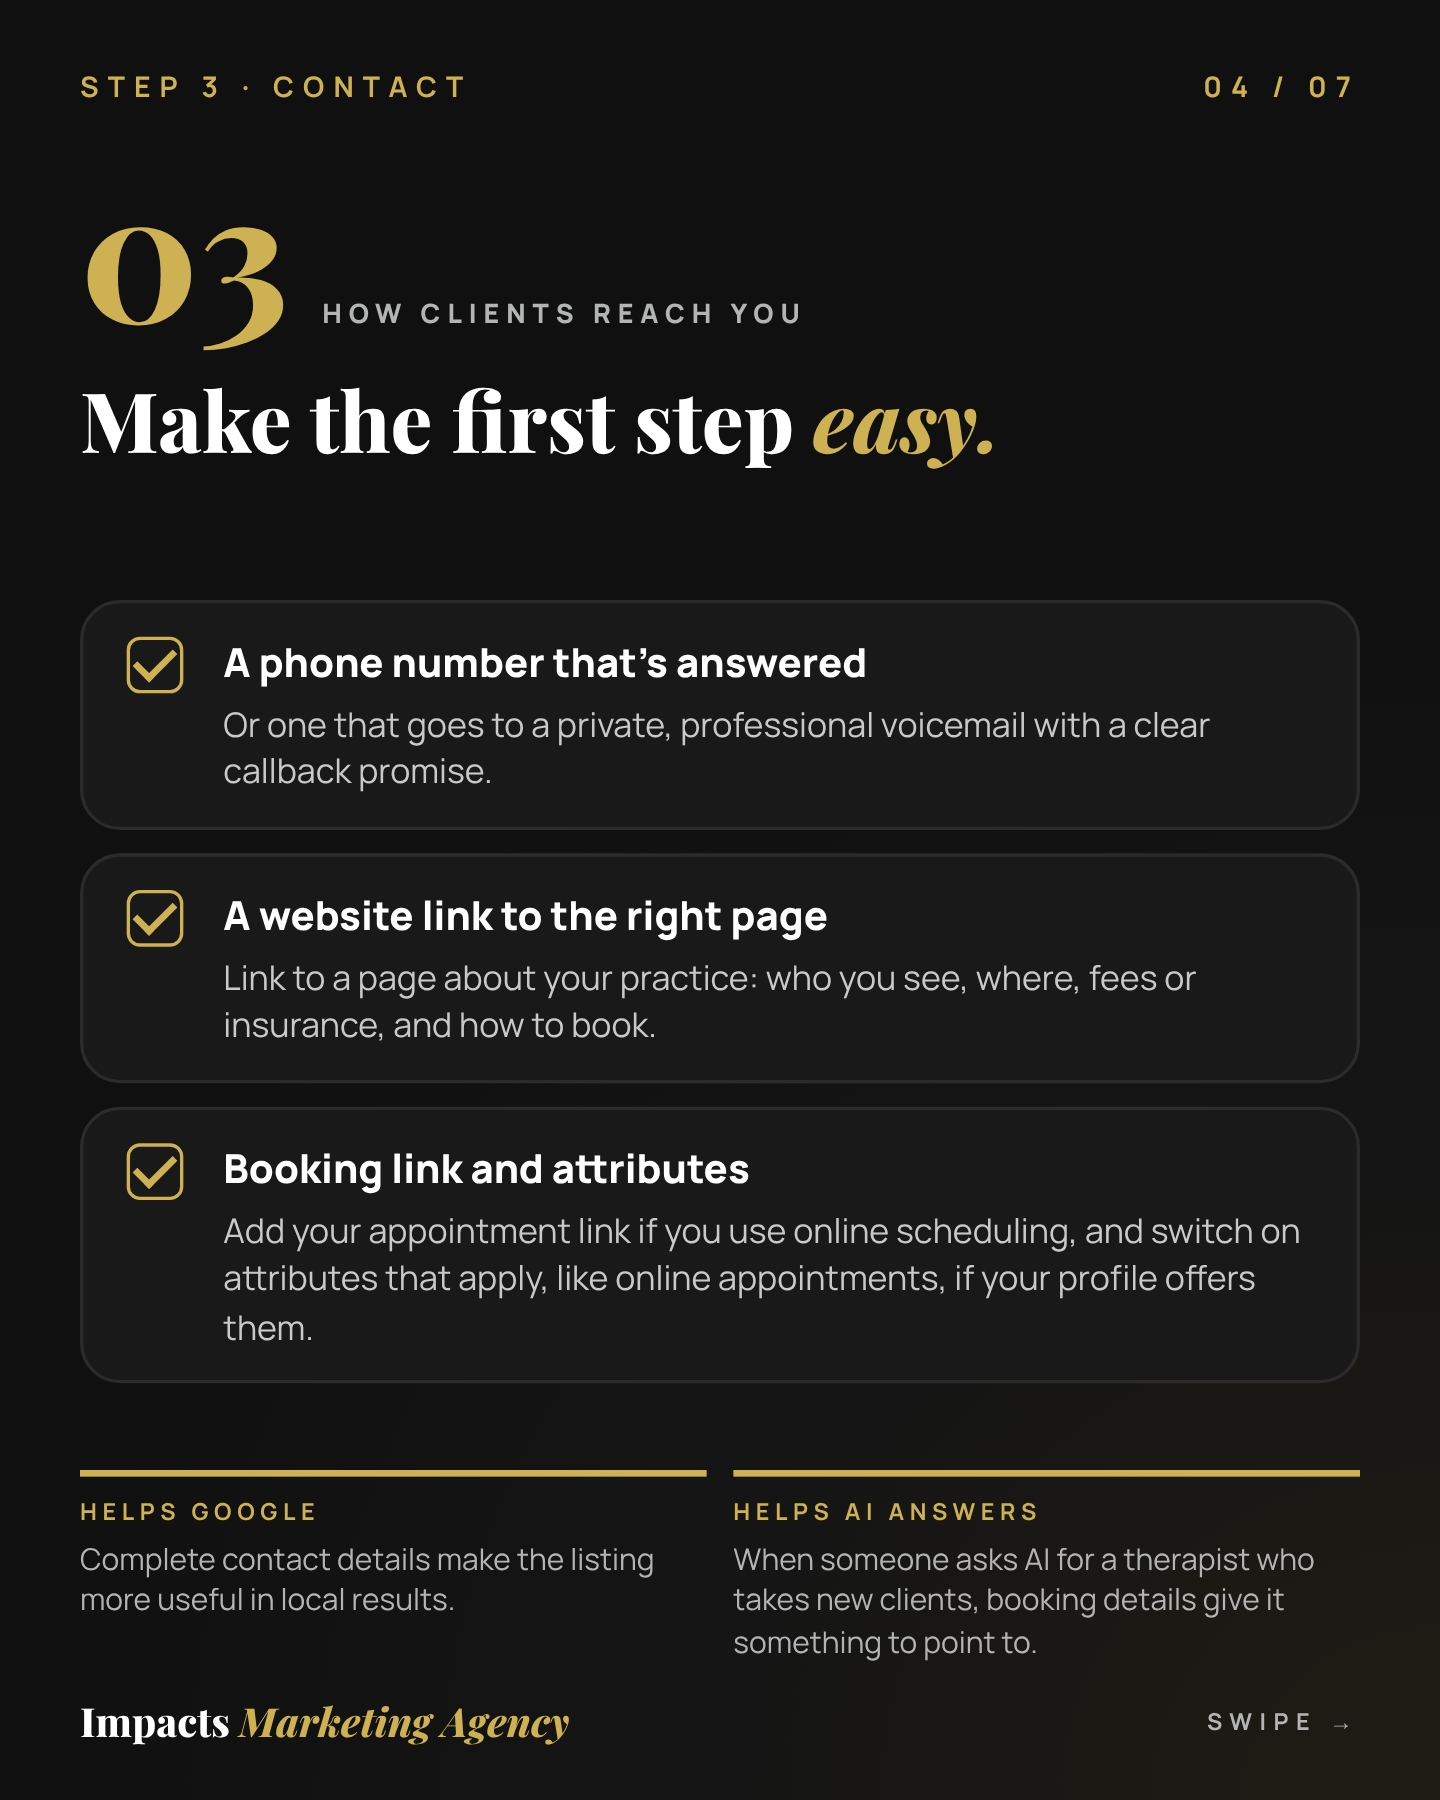 STEP 3 · CONTACT
04 / 07
03
HOW CLIENTS REACH YOU
Make the first step easy.
A phone number that’s answered
Or one that goes to a private, professional voicemail with a clear
callback promise.
A website link to the right page
Link to a page about your practice: who you see, where, fees or
insurance, and how to book.
Booking link and attributes
Add your appointment link if you use online scheduling, and switch on
attributes that apply, like online appointments, if your profile offers
them.
HELPS GOOGLE
Complete contact details make the listing
more useful in local results.
HELPS AI ANSWERS
When someone asks AI for a therapist who
takes new clients, booking details give it
something to point to.
Impacts Marketing Agency
SWIPE →